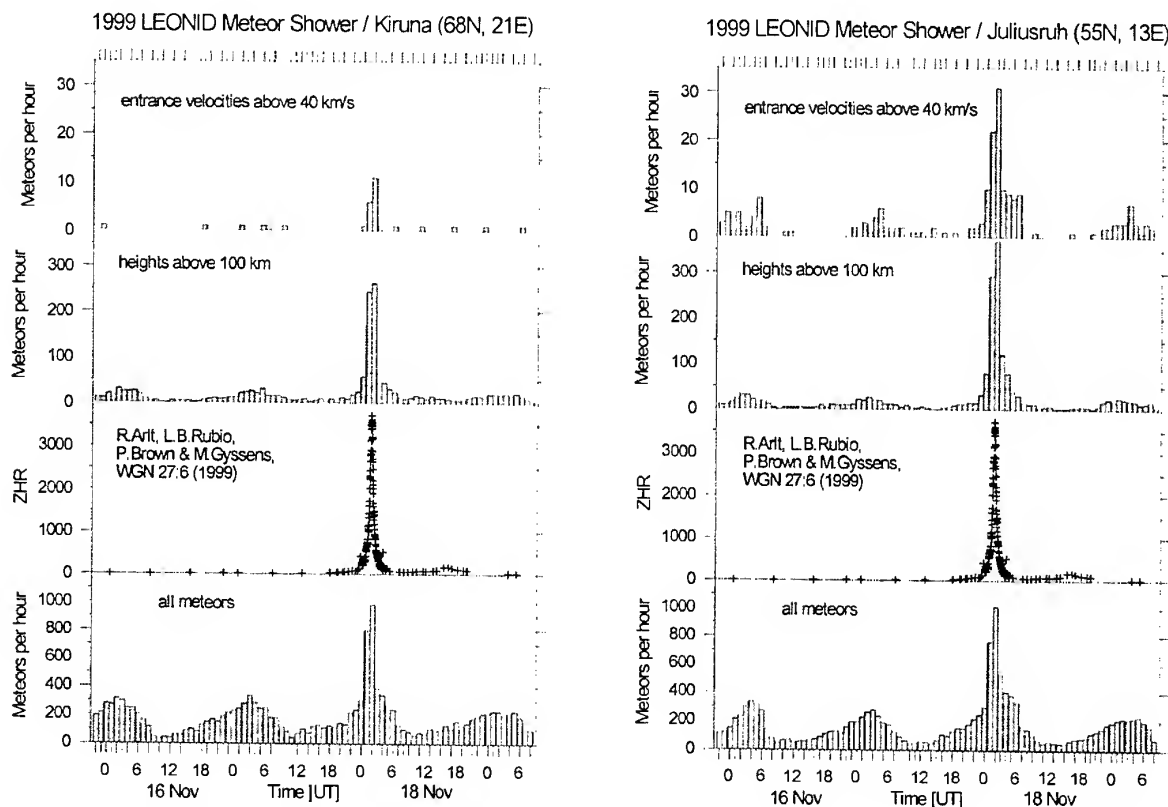 1999 LEONID Meteor Shower / Kiruna (68N, 21E)
Meteors per hour
30
20
10
0
entrance velocities above 40 km/s
Meteors per hour
300
200
100
0
heights above 100 km
ZHR
3000
2000
1000
0
R.Arlt, L.B.Rubio,
P.Brown & M.Gyssens,
WGN 27:6 (1999)
Meteors per hour
1000
800
600
400
200
0
all meteors
0 6 12 18 0 6 12 18 0 6 12 18 0 6
16 Nov Time [UT] 18 Nov
1999 LEONID Meteor Shower / Juliusruh (55N, 13E)
Meteors per hour
30
20
10
0
entrance velocities above 40 km/s
Meteors per hour
300
200
100
0
heights above 100 km
ZHR
3000
2000
1000
0
R.Arlt, L.B.Rubio,
P.Brown & M.Gyssens,
WGN 27:6 (1999)
Meteors per hour
1000
800
600
400
200
0
all meteors
0 6 12 18 0 6 12 18 0 6 12 18 0 6
16 Nov Time [UT] 18 Nov